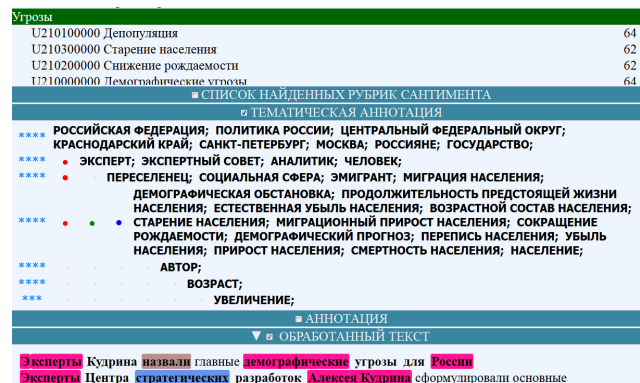 Угрозы
U210100000 Депопуляция 64
U210300000 Старение населения 62
U210200000 Снижение рождаемости 62
U210000000 Демографические угрозы 64
СПИСОК НАЙДЕННЫХ РУБРИК САНТИМЕНТА
ТЕМАТИЧЕСКАЯ АННОТАЦИЯ
**** РОССИЙСКАЯ ФЕДЕРАЦИЯ; ПОЛИТИКА РОССИИ; ЦЕНТРАЛЬНЫЙ ФЕДЕРАЛЬНЫЙ ОКРУГ;
КРАСНОДАРСКИЙ КРАЙ; САНКТ-ПЕТЕРБУРГ; МОСКВА; РОССИЯНЕ; ГОСУДАРСТВО;
**** ЭКСПЕРТ; ЭКСПЕРТНЫЙ СОВЕТ; АНАЛИТИК; ЧЕЛОВЕК;
**** ПЕРЕСЕЛЕНЕЦ; СОЦИАЛЬНАЯ СФЕРА; ЭМИГРАНТ; МИГРАЦИЯ НАСЕЛЕНИЯ;
ДЕМОГРАФИЧЕСКАЯ ОБСТАНОВКА; ПРОДОЛЖИТЕЛЬНОСТЬ ПРЕДСТОЯЩЕЙ ЖИЗНИ
НАСЕЛЕНИЯ; ЕСТЕСТВЕННАЯ УБЫЛЬ НАСЕЛЕНИЯ; ВОЗРАСТНОЙ СОСТАВ НАСЕЛЕНИЯ;
**** СТАРЕНИЕ НАСЕЛЕНИЯ; МИГРАЦИОННЫЙ ПРИРОСТ НАСЕЛЕНИЯ; СОКРАЩЕНИЕ
РОЖДАЕМОСТИ; ДЕМОГРАФИЧЕСКИЙ ПРОГНОЗ; ПЕРЕПИСЬ НАСЕЛЕНИЯ; УБЫЛЬ
НАСЕЛЕНИЯ; ПРИРОСТ НАСЕЛЕНИЯ; СМЕРТНОСТЬ НАСЕЛЕНИЯ; НАСЕЛЕНИЕ;
**** АВТОР;
**** ВОЗРАСТ;
*** УВЕЛИЧЕНИЕ;
АННОТАЦИЯ
ОБРАБОТАННЫЙ ТЕКСТ
Эксперты Кудрина назвали главные демографические угрозы для России
Эксперты Центра стратегических разработок Алексея Кудрина сформулировали основные